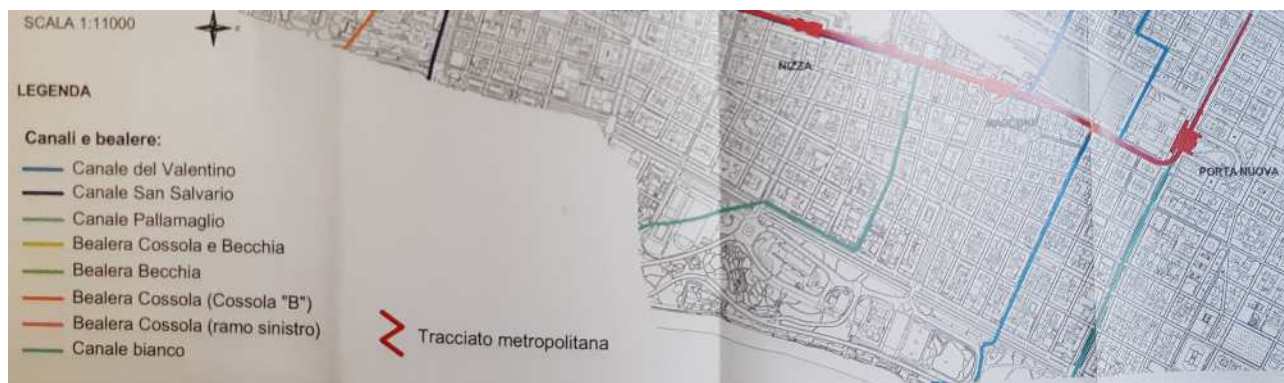 SCALA 1:11000
LEGENDA
Canali e bealere:
Canale del Valentino
Canale San Salvario
Canale Pallamaglio
Bealera Cossola e Becchia
Bealera Becchia
Bealera Cossola (Cossola "B")
Bealera Cossola (ramo sinistro)
Canale bianco
Tracciato metropolitana
NIZZA
PORTA NUOVA